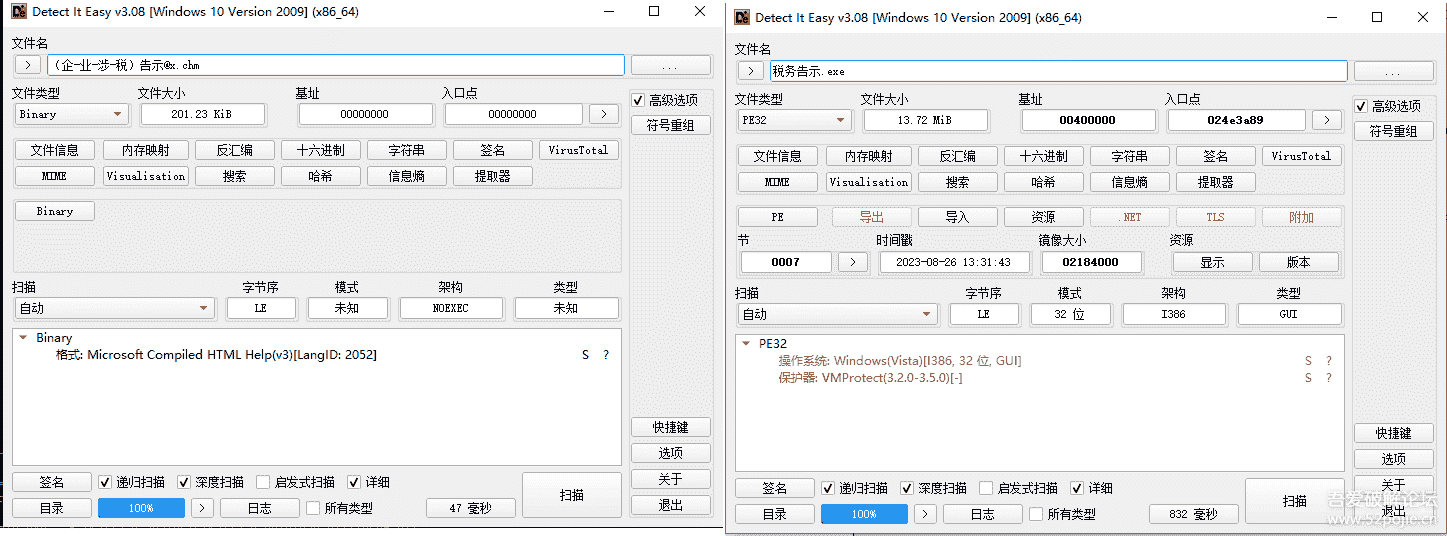 Detect It Easy v3.08 [Windows 10 Version 2009] (x86_64)
文件名
> （企-业-涉-税）告示@x.chm ...
文件类型 文件大小 基址 入口点
Binary 201.23 KiB 00000000 00000000 >
高级选项
符号重组
文件信息 内存映射 反汇编 十六进制 字符串 签名 VirusTotal
MIME Visualisation 搜索 哈希 信息熵 提取器
Binary
扫描 字节序 模式 架构 类型
自动 LE 未知 NOEXEC 未知
Binary
格式: Microsoft Compiled HTML Help(v3)[LangID: 2052] S ?
快捷键
选项
关于
退出
签名 递归扫描 深度扫描 启发式扫描 详细
目录 100% > 日志 所有类型 47 毫秒 扫描
Detect It Easy v3.08 [Windows 10 Version 2009] (x86_64)
文件名
> 税务告示.exe ...
文件类型 文件大小 基址 入口点
PE32 13.72 MiB 00400000 024e3a89 >
高级选项
符号重组
文件信息 内存映射 反汇编 十六进制 字符串 签名 VirusTotal
MIME Visualisation 搜索 哈希 信息熵 提取器
PE 导出 导入 资源 .NET TLS 附加
节 时间戳 镜像大小 资源
0007 > 2023-08-26 13:31:43 02184000 显示 版本
扫描 字节序 模式 架构 类型
自动 LE 32 位 I386 GUI
PE32
操作系统: Windows(Vista)[I386, 32 位, GUI] S ?
保护器: VMProtect(3.2.0-3.5.0)[-] S ?
快捷键
选项
关于
退出
签名 递归扫描 深度扫描 启发式扫描 详细
目录 100% > 日志 所有类型 832 毫秒 扫描
吾爱破解论坛
www.52pojie.cn